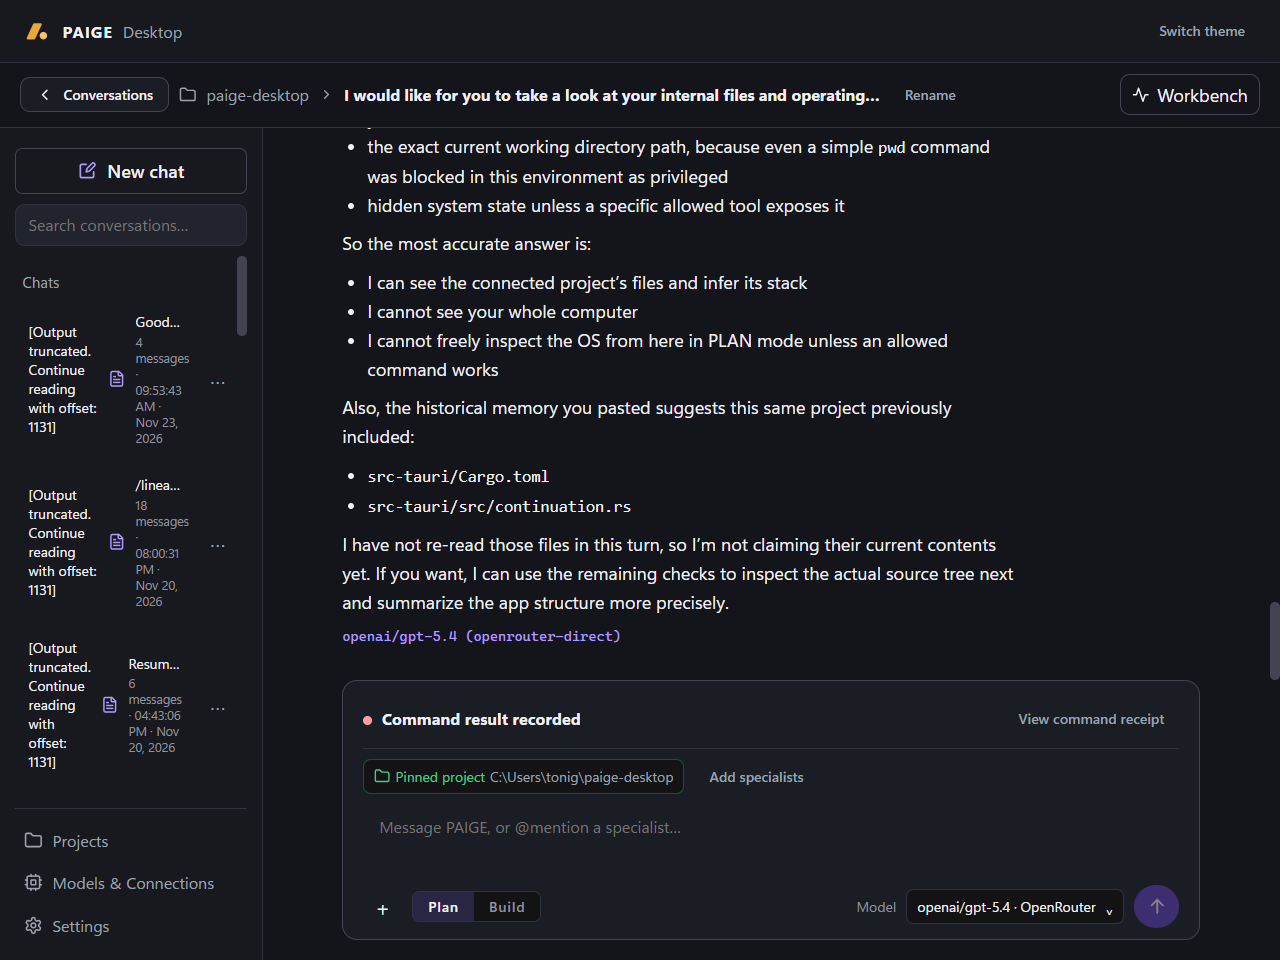 PAIGE Desktop
Switch theme
Conversations
paige-desktop
I would like for you to take a look at your internal files and operating...
Rename
Workbench
New chat
Search conversations...
Chats
[Output
truncated.
Continue
reading
with offset:
1131]
Good...
4
messages
·
09:53:43
AM ·
Nov 23,
2026
...
[Output
truncated.
Continue
reading
with offset:
1131]
/linea...
18
messages
·
08:00:31
PM ·
Nov 20,
2026
...
[Output
truncated.
Continue
reading
with
offset:
1131]
Resum...
6
messages
· 04:43:06
PM · Nov
20, 2026
...
Projects
Models & Connections
Settings
• the exact current working directory path, because even a simple pwd command
was blocked in this environment as privileged
• hidden system state unless a specific allowed tool exposes it
So the most accurate answer is:
• I can see the connected project’s files and infer its stack
• I cannot see your whole computer
• I cannot freely inspect the OS from here in PLAN mode unless an allowed
command works
Also, the historical memory you pasted suggests this same project previously
included:
• src-tauri/Cargo.toml
• src-tauri/src/continuation.rs
I have not re-read those files in this turn, so I’m not claiming their current contents
yet. If you want, I can use the remaining checks to inspect the actual source tree next
and summarize the app structure more precisely.
openai/gpt-5.4 (openrouter-direct)
Command result recorded
View command receipt
Pinned project C:\Users\tonig\paige-desktop
Add specialists
Message PAIGE, or @mention a specialist...
+
Plan
Build
Model
openai/gpt-5.4 · OpenRouter